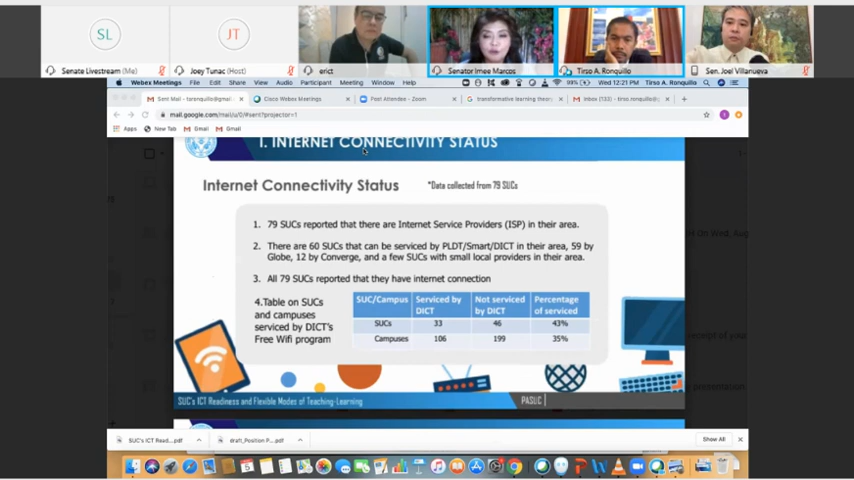 SL
JT
Senate Livestream (Me)
Joey Tunac (Host)
erict
Senator Imee Marcos
Tirso A. Ronquillo
Sen. Joel Villanueva
Webex Meetings File Edit Share View Audio Participant Meeting Window Help
99% Wed 12:21 PM Tirso A. Ronquillo
Cisco Webex Meetings
Post Attendee - Zoom
mail.google.com/mail/u/0/#sent?projector=1
Apps New Tab Gmail Gmail
I. INTERNET CONNECTIVITY STATUS
Internet Connectivity Status
*Data collected from 79 SUCs
1. 79 SUCs reported that there are Internet Service Providers (ISP) in their area.
2. There are 60 SUCs that can be serviced by PLDT/Smart/DICT in their area, 59 by
Globe, 12 by Converge, and a few SUCs with small local providers in their area.
3. All 79 SUCs reported that they have internet connection
4.Table on SUCs
and campuses
serviced by DICT's
Free Wifi program
SUC/Campus Serviced by DICT Not serviced by DICT Percentage of serviced
SUCs 33 46 43%
Campuses 106 199 35%
SUC's ICT Readiness and Flexible Modes of Teaching-Learning
PASUC
SUC's ICT Read....pdf
draft_Position P....pdf
Show All